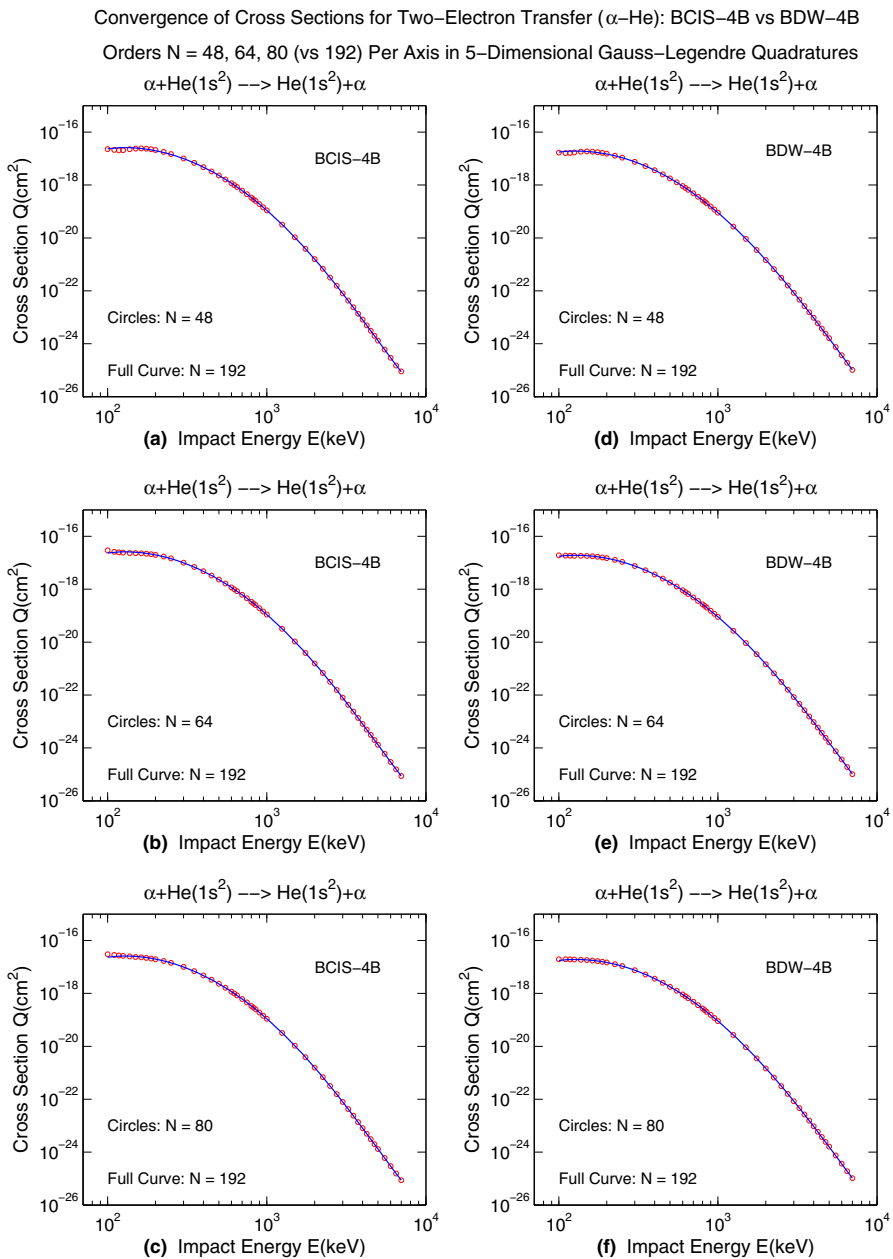 Convergence of Cross Sections for Two−Electron Transfer (α−He): BCIS−4B vs BDW−4B
Orders N = 48, 64, 80 (vs 192) Per Axis in 5−Dimensional Gauss−Legendre Quadratures
α+He(1s²) −−> He(1s²)+α
Cross Section Q(cm²)
10⁻¹⁶
10⁻¹⁸
10⁻²⁰
10⁻²²
10⁻²⁴
10⁻²⁶
BCIS−4B
Circles: N = 48
Full Curve: N = 192
10² 10³ 10⁴
(a) Impact Energy E(keV)
α+He(1s²) −−> He(1s²)+α
Cross Section Q(cm²)
10⁻¹⁶
10⁻¹⁸
10⁻²⁰
10⁻²²
10⁻²⁴
10⁻²⁶
BDW−4B
Circles: N = 48
Full Curve: N = 192
10² 10³ 10⁴
(d) Impact Energy E(keV)
α+He(1s²) −−> He(1s²)+α
Cross Section Q(cm²)
10⁻¹⁶
10⁻¹⁸
10⁻²⁰
10⁻²²
10⁻²⁴
10⁻²⁶
BCIS−4B
Circles: N = 64
Full Curve: N = 192
10² 10³ 10⁴
(b) Impact Energy E(keV)
α+He(1s²) −−> He(1s²)+α
Cross Section Q(cm²)
10⁻¹⁶
10⁻¹⁸
10⁻²⁰
10⁻²²
10⁻²⁴
10⁻²⁶
BDW−4B
Circles: N = 64
Full Curve: N = 192
10² 10³ 10⁴
(e) Impact Energy E(keV)
α+He(1s²) −−> He(1s²)+α
Cross Section Q(cm²)
10⁻¹⁶
10⁻¹⁸
10⁻²⁰
10⁻²²
10⁻²⁴
10⁻²⁶
BCIS−4B
Circles: N = 80
Full Curve: N = 192
10² 10³ 10⁴
(c) Impact Energy E(keV)
α+He(1s²) −−> He(1s²)+α
Cross Section Q(cm²)
10⁻¹⁶
10⁻¹⁸
10⁻²⁰
10⁻²²
10⁻²⁴
10⁻²⁶
BDW−4B
Circles: N = 80
Full Curve: N = 192
10² 10³ 10⁴
(f) Impact Energy E(keV)